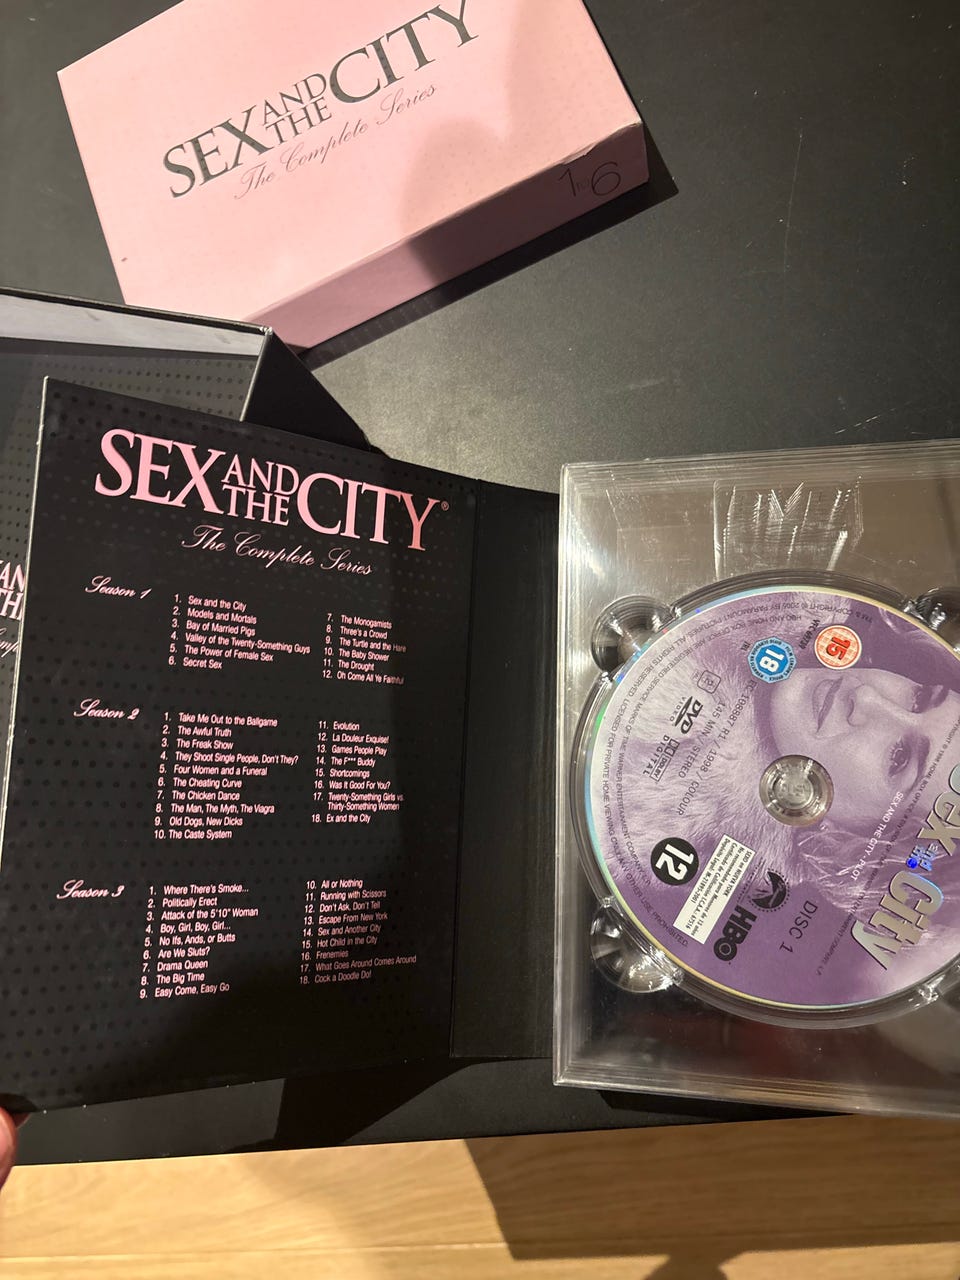 SEX AND THE CITY
The Complete Series
1 to 6
SEX AND THE CITY®
The Complete Series
Season 1
1. Sex and the City
2. Models and Mortals
3. Bay of Married Pigs
4. Valley of the Twenty-Something Guys
5. The Power of Female Sex
6. Secret Sex
7. The Monogamists
8. Three's a Crowd
9. The Turtle and the Hare
10. The Baby Shower
11. The Drought
12. Oh Come All Ye Faithful
Season 2
1. Take Me Out to the Ballgame
2. The Awful Truth
3. The Freak Show
4. They Shoot Single People, Don't They?
5. Four Women and a Funeral
6. The Cheating Curve
7. The Chicken Dance
8. The Man, The Myth, The Viagra
9. Old Dogs, New Dicks
10. The Caste System
11. Evolution
12. La Douleur Exquise!
13. Games People Play
14. The F*** Buddy
15. Shortcomings
16. Was It Good For You?
17. Twenty-Something Girls vs.
Thirty-Something Women
18. Ex and the City
Season 3
1. Where There's Smoke...
2. Politically Erect
3. Attack of the 5'10" Woman
4. Boy, Girl, Boy, Girl...
5. No Ifs, Ands, or Butts
6. Are We Sluts?
7. Drama Queen
8. The Big Time
9. Easy Come, Easy Go
10. All or Nothing
11. Running with Scissors
12. Don't Ask, Don't Tell
13. Escape From New York
14. Sex and Another City
15. Hot Child in the City
16. Frenemies
17. What Goes Around Comes Around
18. Cock a Doodle Do!
Sex and the City
DISC 1
HBO
12
15
18
DVD
VIDEO
DOLBY
DIGITAL
R1 / 1998 / COLOUR
MIN / STEREO